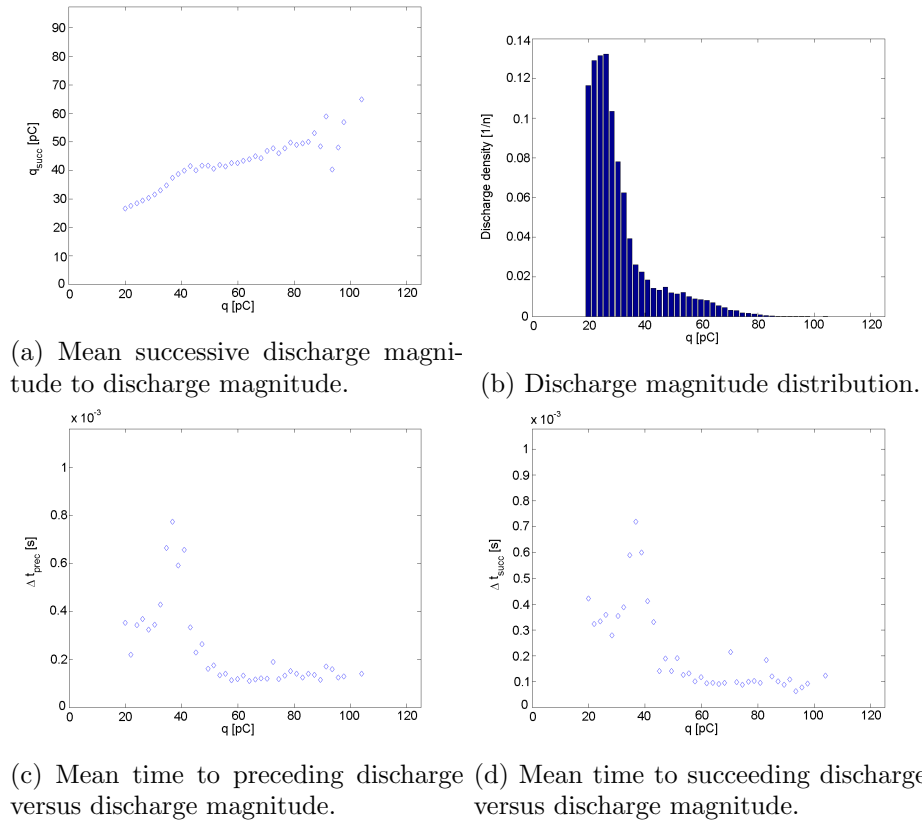 90
80
70
60
50
40
30
20
10
0
q_succ [pC]
0 20 40 60 80 100 120
q [pC]
(a) Mean successive discharge magni-
tude to discharge magnitude.
0.14
0.12
0.1
0.08
0.06
0.04
0.02
0
Discharge density [1/n]
0 20 40 60 80 100 120
q [pC]
(b) Discharge magnitude distribution.
x 10^-3
1
0.8
0.6
0.4
0.2
0
Δ t_prec [s]
0 20 40 60 80 100 120
q [pC]
(c) Mean time to preceding discharge
versus discharge magnitude.
x 10^-3
1
0.9
0.8
0.7
0.6
0.5
0.4
0.3
0.2
0.1
0
Δ t_succ [s]
0 20 40 60 80 100 120
q [pC]
(d) Mean time to succeeding discharge
versus discharge magnitude.